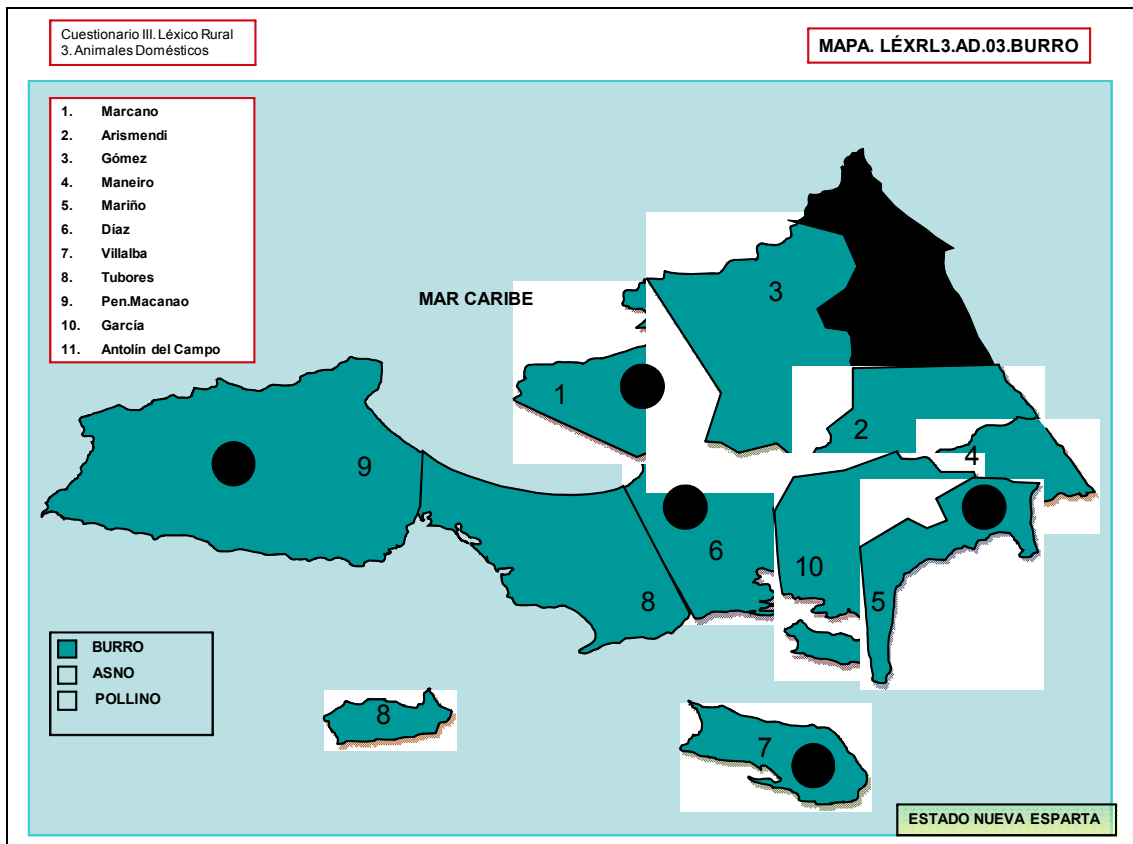 Cuestionario III. Léxico Rural
3. Animales Domésticos
MAPA. LÉXRL3.AD.03.BURRO
1. Marcano
2. Arismendi
3. Gómez
4. Maneiro
5. Mariño
6. Díaz
7. Villalba
8. Tubores
9. Pen.Macanao
10. García
11. Antolín del Campo
MAR CARIBE
3
1
2
4
9
6
10
8
5
BURRO
ASNO
POLLINO
8
7
ESTADO NUEVA ESPARTA